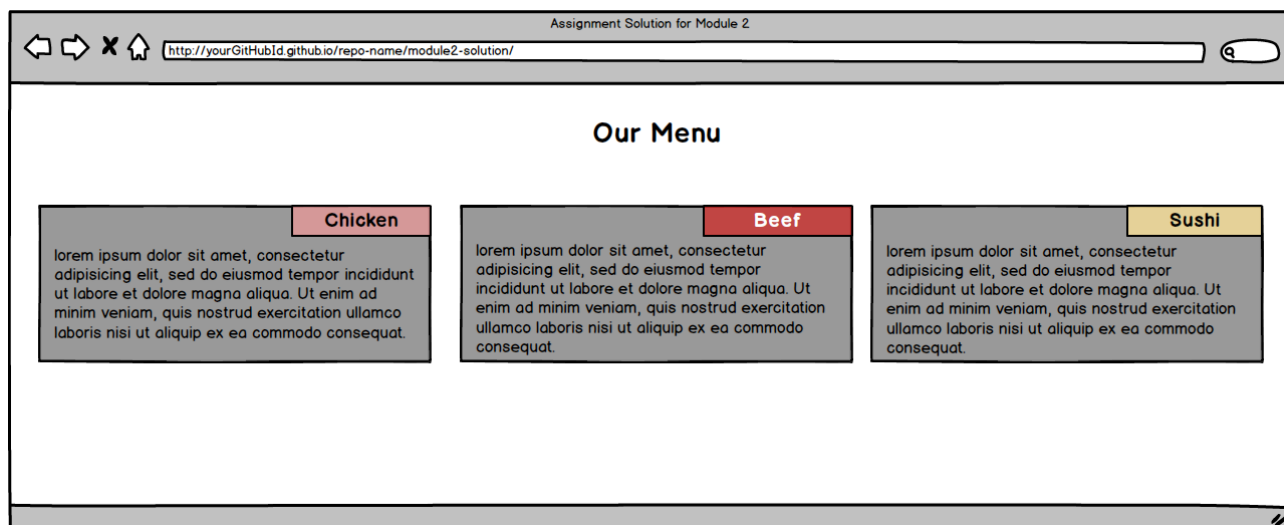 Assignment Solution for Module 2
http://yourGitHubId.github.io/repo-name/module2-solution/
Our Menu
Chicken
lorem ipsum dolor sit amet, consectetur
adipisicing elit, sed do eiusmod tempor incididunt
ut labore et dolore magna aliqua. Ut enim ad
minim veniam, quis nostrud exercitation ullamco
laboris nisi ut aliquip ex ea commodo consequat.
Beef
lorem ipsum dolor sit amet, consectetur
adipisicing elit, sed do eiusmod tempor
incididunt ut labore et dolore magna aliqua. Ut
enim ad minim veniam, quis nostrud exercitation
ullamco laboris nisi ut aliquip ex ea commodo
consequat.
Sushi
lorem ipsum dolor sit amet, consectetur
adipisicing elit, sed do eiusmod tempor
incididunt ut labore et dolore magna aliqua. Ut
enim ad minim veniam, quis nostrud exercitation
ullamco laboris nisi ut aliquip ex ea commodo
consequat.